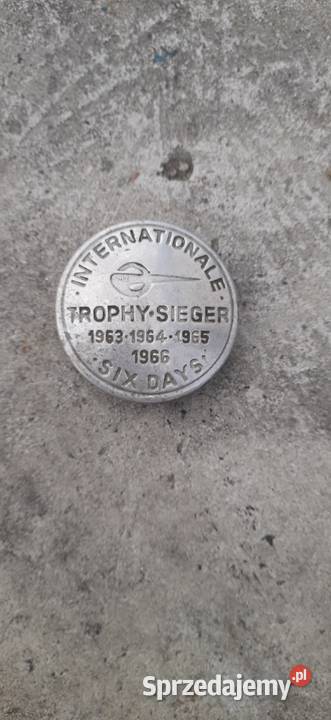 · INTERNATIONALE ·
TROPHY·SIEGER
1963·1964·1965
1966
SIX DAYS
Sprzedajemy.pl